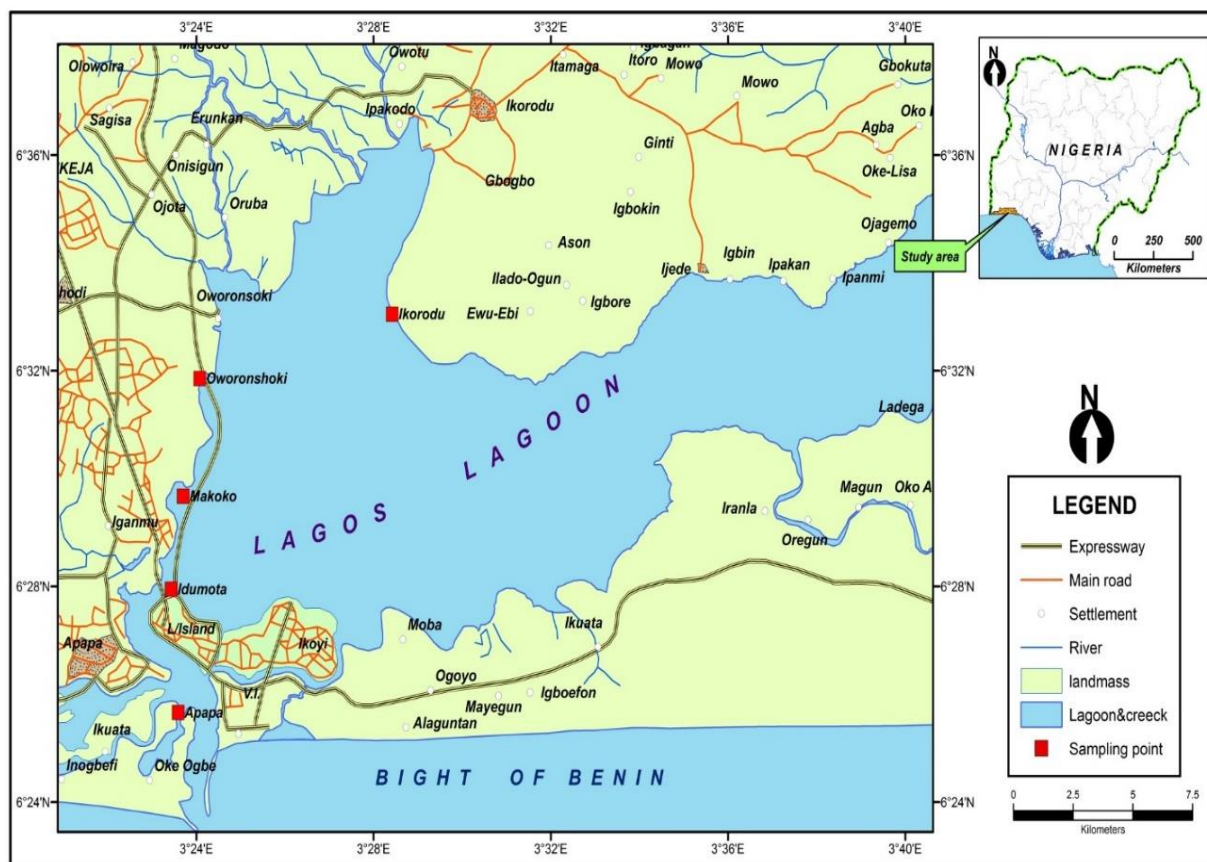 3°24'E
3°28'E
3°32'E
3°36'E
3°40'E
Magodo
Owotu
Igbagun
Olowoira
Itamaga
Itoro
Mowo
Gbokuta
Mowo
Sagisa
Erunkan
Ipakodo
Ikorodu
Agba
6°36'N
Onisigun
Ginti
6°36'N
KEJA
Gbogbo
Oke-Lisa
Ojota
Oruba
Igbokin
Ojagemo
Ason
Igbin
Ijede
Ipakan
Ipanmi
hodi
Oworonsoki
Ilado-Ogun
Igbore
Ikorodu
Ewu-Ebi
6°32'N
Oworonshoki
6°32'N
LAGOS LAGOON
Ladega
Makoko
Magun
Oko A
Iganmu
Iranla
Oregun
6°28'N
Idumota
6°28'N
L/Island
Moba
Ikuata
Apapa
Ikoyi
V.I.
Ogoyo
Igboefon
Mayegun
Apapa
Ikuata
Alaguntan
Inogbefi
Oke Ogbe
BIGHT OF BENIN
6°24'N
6°24'N
3°24'E
3°28'E
3°32'E
3°36'E
3°40'E
N
NIGERIA
Study area
0 250 500
Kilometers
N
LEGEND
Expressway
Main road
Settlement
River
landmass
Lagoon&creeck
Sampling point
0 2.5 5 7.5
Kilometers